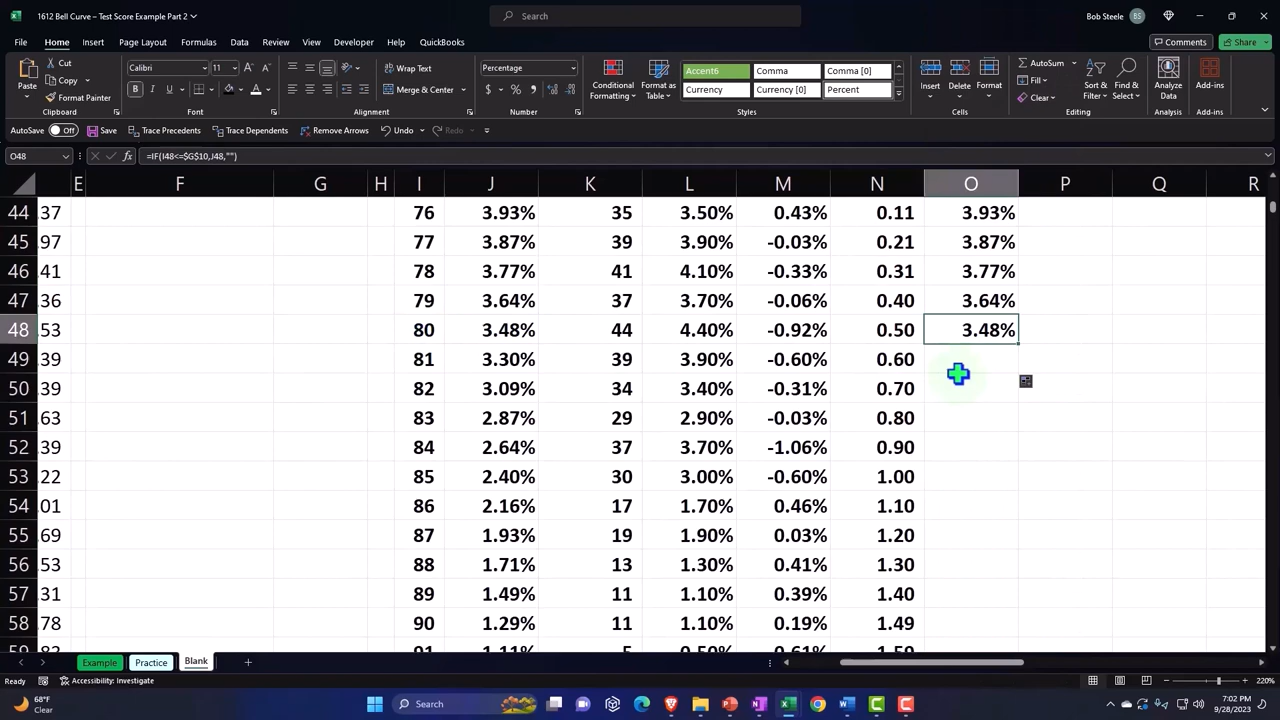 1612 Bell Curve – Test Score Example Part 2
Search
Bob Steele BS
File Home Insert Page Layout Formulas Data Review View Developer Help QuickBooks
Comments Share
Paste
Cut
Copy
Format Painter
Clipboard
Calibri 11
Font
Wrap Text
Merge & Center
Alignment
Percentage
Number
Conditional Formatting
Format as Table
Accent6 Comma Comma [0]
Currency Currency [0] Percent
Styles
Insert Delete Format
Cells
AutoSum
Fill
Clear
Sort & Filter
Find & Select
Editing
Analyze Data
Analysis
Add-ins
Add-ins
AutoSave Off Save Trace Precedents Trace Dependents Remove Arrows Undo Redo
O48 fx =IF(I48<=$G$10,J48,"")
E F G H I J K L M N O P Q R
44 .37 76 3.93% 35 3.50% 0.43% 0.11 3.93%
45 .97 77 3.87% 39 3.90% -0.03% 0.21 3.87%
46 .41 78 3.77% 41 4.10% -0.33% 0.31 3.77%
47 .36 79 3.64% 37 3.70% -0.06% 0.40 3.64%
48 .53 80 3.48% 44 4.40% -0.92% 0.50 3.48%
49 .39 81 3.30% 39 3.90% -0.60% 0.60
50 .39 82 3.09% 34 3.40% -0.31% 0.70
51 .63 83 2.87% 29 2.90% -0.03% 0.80
52 .39 84 2.64% 37 3.70% -1.06% 0.90
53 .22 85 2.40% 30 3.00% -0.60% 1.00
54 .01 86 2.16% 17 1.70% 0.46% 1.10
55 .69 87 1.93% 19 1.90% 0.03% 1.20
56 .53 88 1.71% 13 1.30% 0.41% 1.30
57 .31 89 1.49% 11 1.10% 0.39% 1.40
58 .78 90 1.29% 11 1.10% 0.19% 1.49
59 91 1.11% 5 0.50% 0.61% 1.59
Example Practice Blank
Ready Accessibility: Investigate 220%
68°F
Clear
Search
7:02 PM
9/28/2023